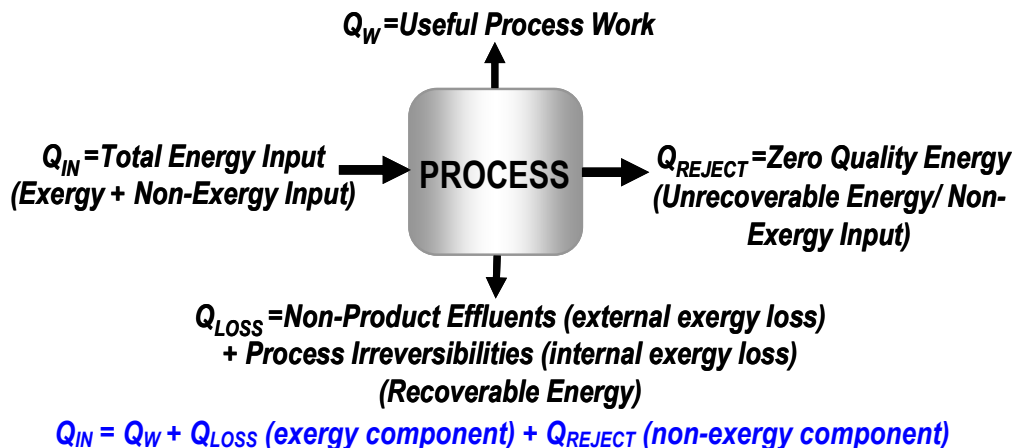 Q_W =Useful Process Work
Q_IN =Total Energy Input
(Exergy + Non-Exergy Input)
PROCESS
Q_REJECT =Zero Quality Energy
(Unrecoverable Energy/ Non-
Exergy Input)
Q_LOSS =Non-Product Effluents (external exergy loss)
+ Process Irreversibilities (internal exergy loss)
(Recoverable Energy)
Q_IN = Q_W + Q_LOSS (exergy component) + Q_REJECT (non-exergy component)